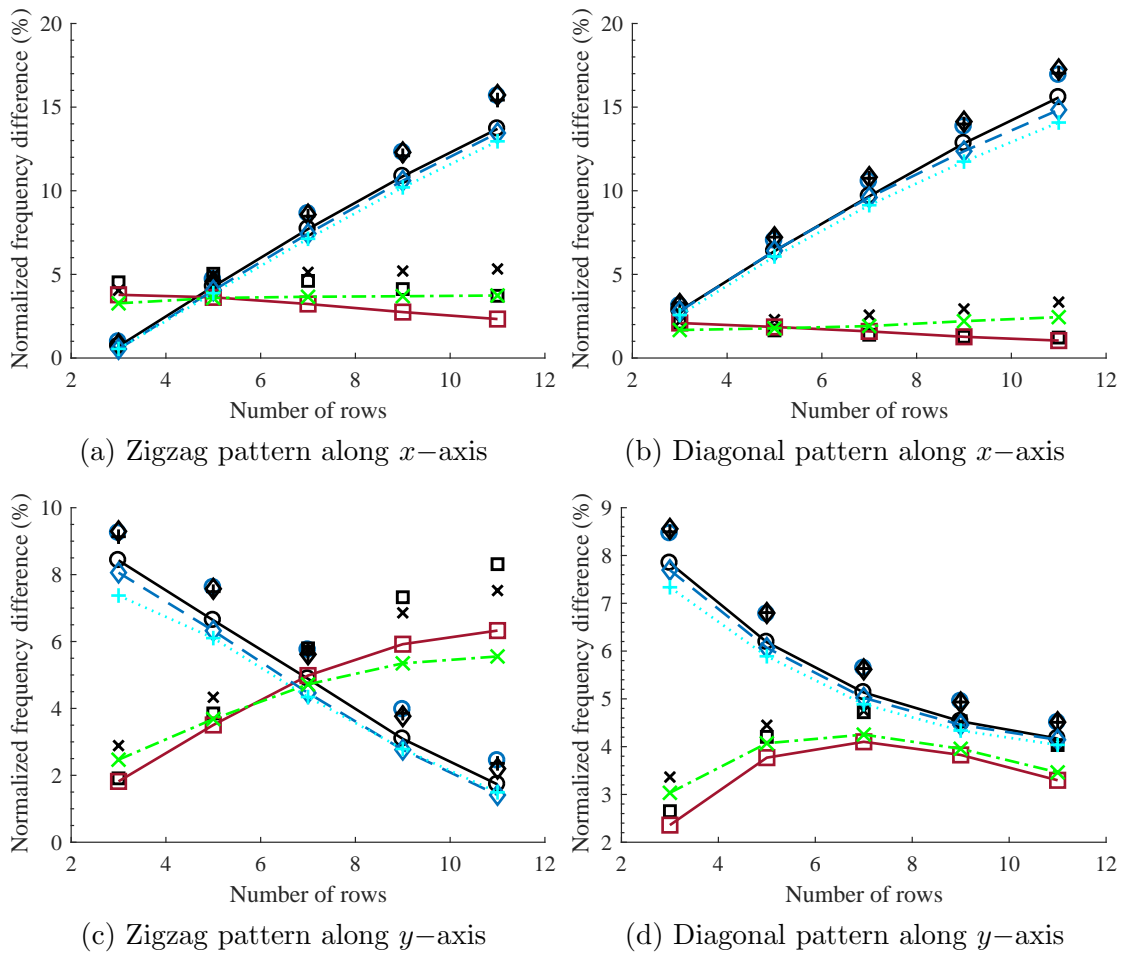 Normalized frequency difference (%)
20
15
10
5
0
2 4 6 8 10 12
Number of rows
(a) Zigzag pattern along x−axis
Normalized frequency difference (%)
20
15
10
5
0
2 4 6 8 10 12
Number of rows
(b) Diagonal pattern along x−axis
Normalized frequency difference (%)
10
8
6
4
2
0
2 4 6 8 10 12
Number of rows
(c) Zigzag pattern along y−axis
Normalized frequency difference (%)
9
8
7
6
5
4
3
2
2 4 6 8 10 12
Number of rows
(d) Diagonal pattern along y−axis